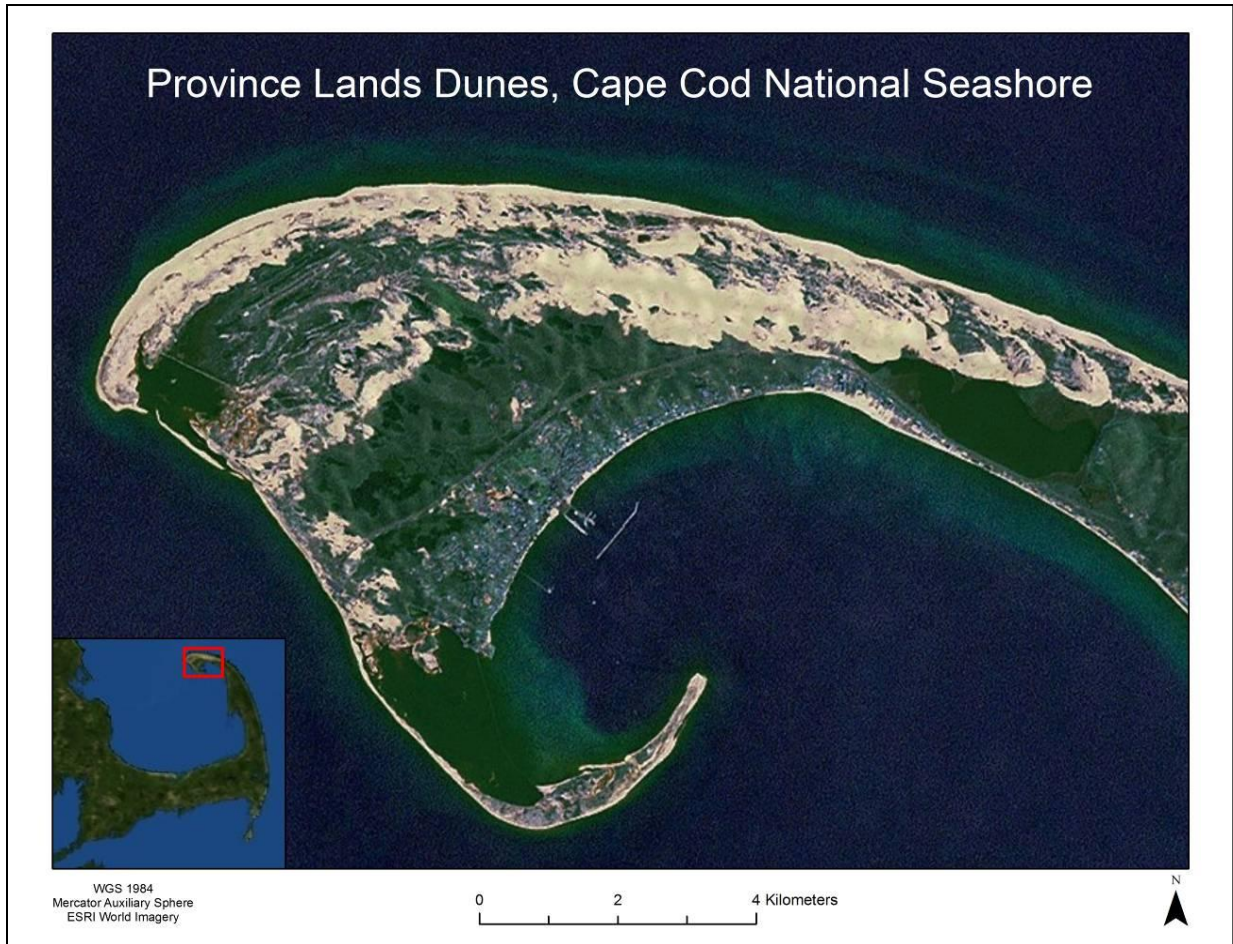 Province Lands Dunes, Cape Cod National Seashore
WGS 1984
Mercator Auxiliary Sphere
ESRI World Imagery
0 2 4 Kilometers
N